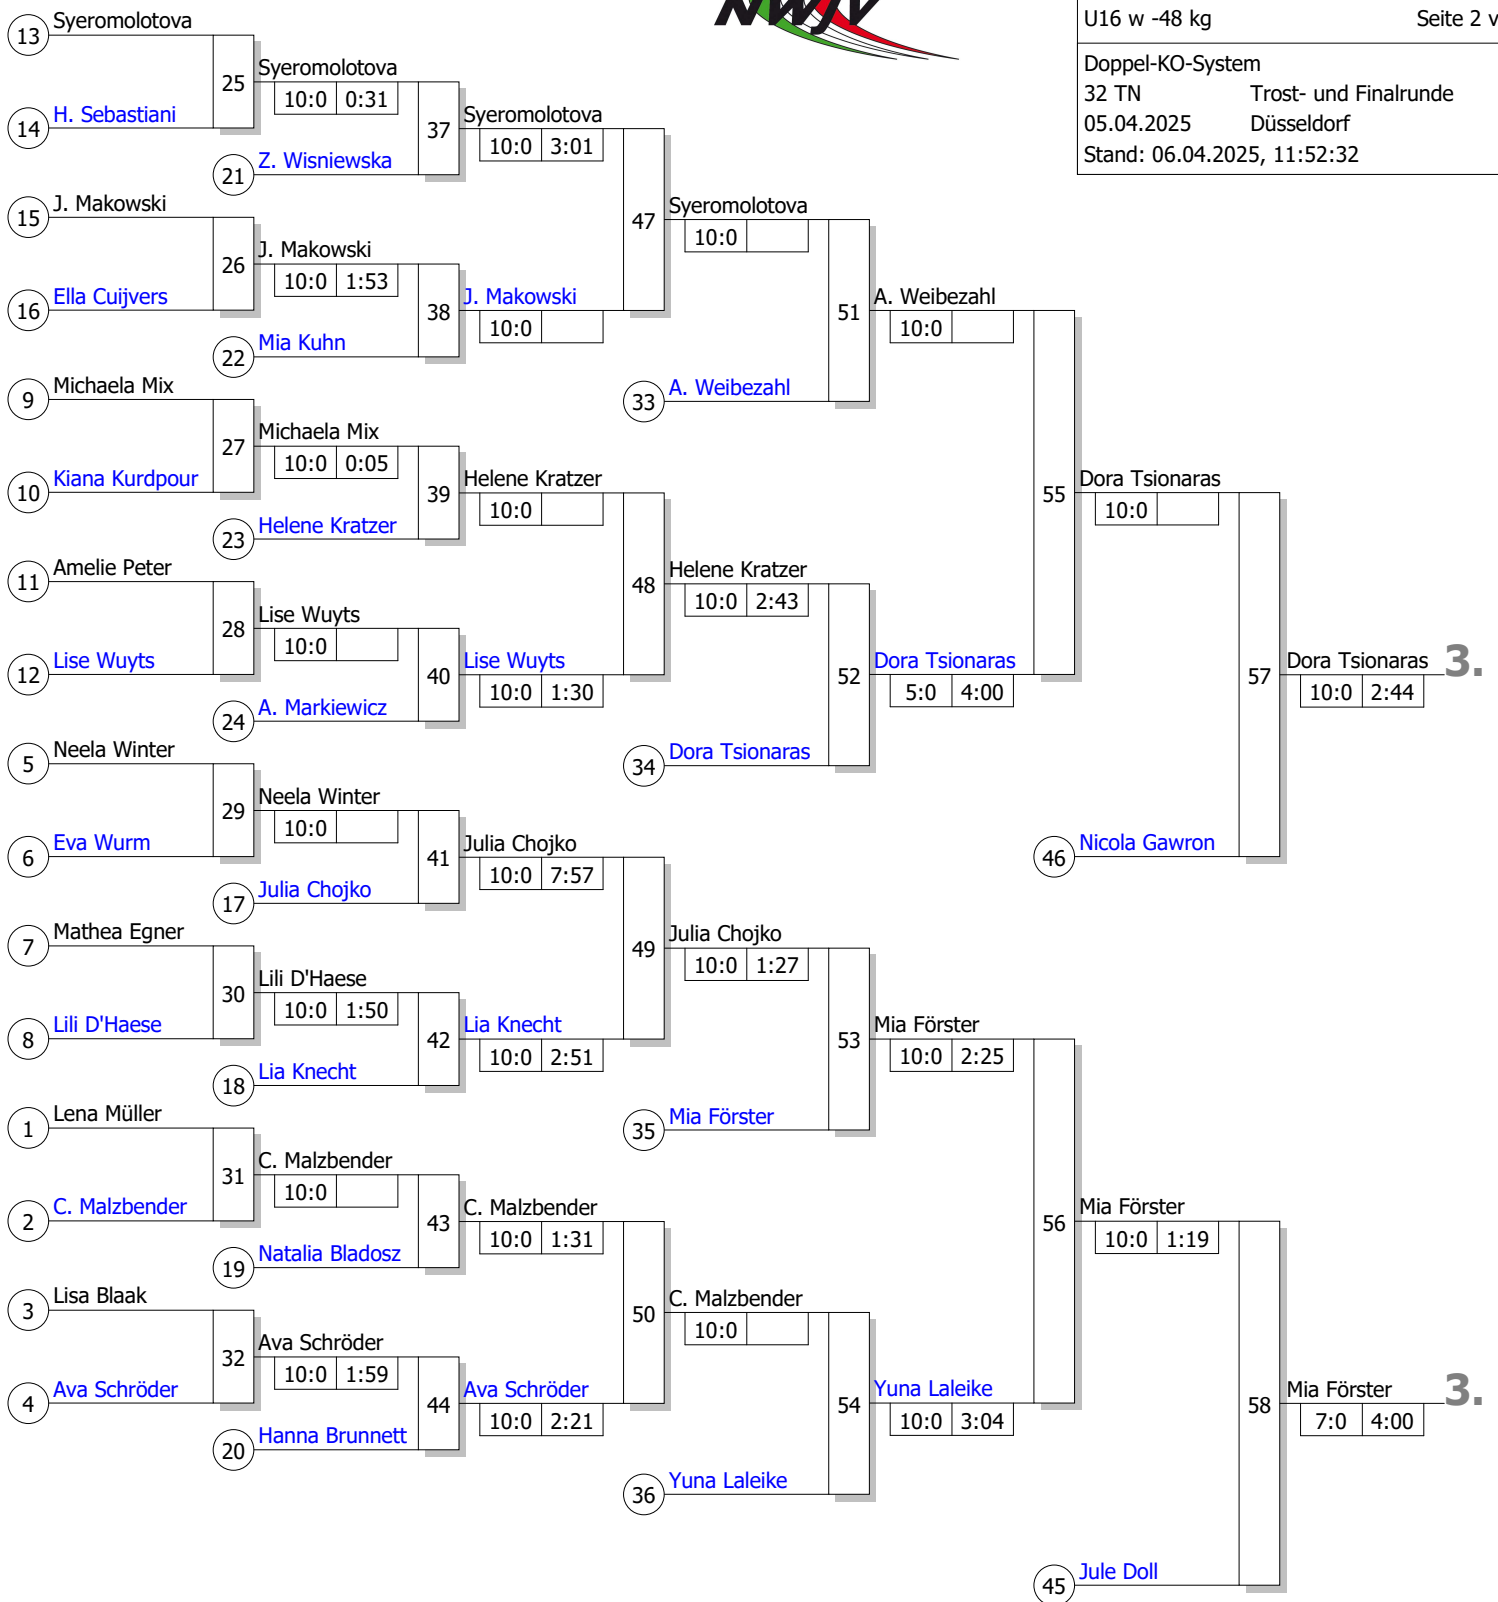 NWJV
U16 w -48 kg Seite 2 v
Doppel-KO-System
32 TN Trost- und Finalrunde
05.04.2025 Düsseldorf
Stand: 06.04.2025, 11:52:32
13 Syeromolotova
25
Syeromolotova
10:0 0:31
14 H. Sebastiani
37
Syeromolotova
10:0 3:01
21 Z. Wisniewska
15 J. Makowski
47
Syeromolotova
10:0
26
J. Makowski
10:0 1:53
16 Ella Cuijvers
38
J. Makowski
10:0
51
A. Weibezahl
10:0
22 Mia Kuhn
9 Michaela Mix
33 A. Weibezahl
27
Michaela Mix
10:0 0:05
10 Kiana Kurdpour
39
Helene Kratzer
10:0
55
Dora Tsionaras
10:0
23 Helene Kratzer
11 Amelie Peter
48
Helene Kratzer
10:0 2:43
28
Lise Wuyts
10:0
12 Lise Wuyts
40
Lise Wuyts
10:0 1:30
52
Dora Tsionaras
5:0 4:00
57
Dora Tsionaras 3.
10:0 2:44
24 A. Markiewicz
5 Neela Winter
34 Dora Tsionaras
29
Neela Winter
10:0
6 Eva Wurm
41
Julia Chojko
10:0 7:57
46 Nicola Gawron
17 Julia Chojko
7 Mathea Egner
49
Julia Chojko
10:0 1:27
30
Lili D'Haese
10:0 1:50
8 Lili D'Haese
42
Lia Knecht
10:0 2:51
53
Mia Förster
10:0 2:25
18 Lia Knecht
1 Lena Müller
35 Mia Förster
31
C. Malzbender
10:0
2 C. Malzbender
43
C. Malzbender
10:0 1:31
56
Mia Förster
10:0 1:19
19 Natalia Bladosz
3 Lisa Blaak
50
C. Malzbender
10:0
32
Ava Schröder
10:0 1:59
4 Ava Schröder
44
Ava Schröder
10:0 2:21
54
Yuna Laleike
10:0 3:04
58
Mia Förster 3.
7:0 4:00
20 Hanna Brunnett
36 Yuna Laleike
45 Jule Doll